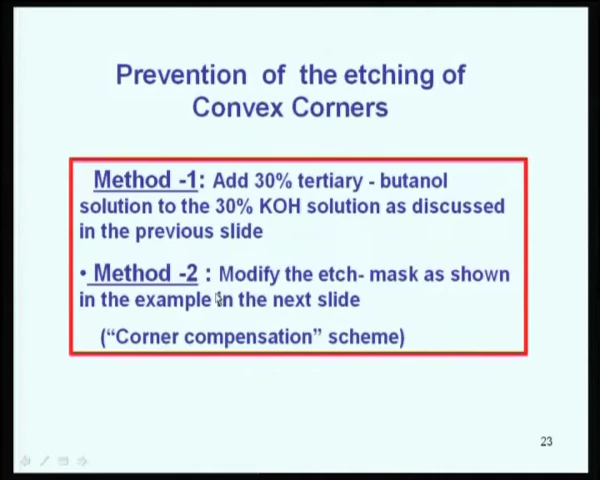 Prevention of the etching of
Convex Corners
Method -1: Add 30% tertiary - butanol
solution to the 30% KOH solution as discussed
in the previous slide
• Method -2 : Modify the etch- mask as shown
in the example in the next slide
("Corner compensation" scheme)
23